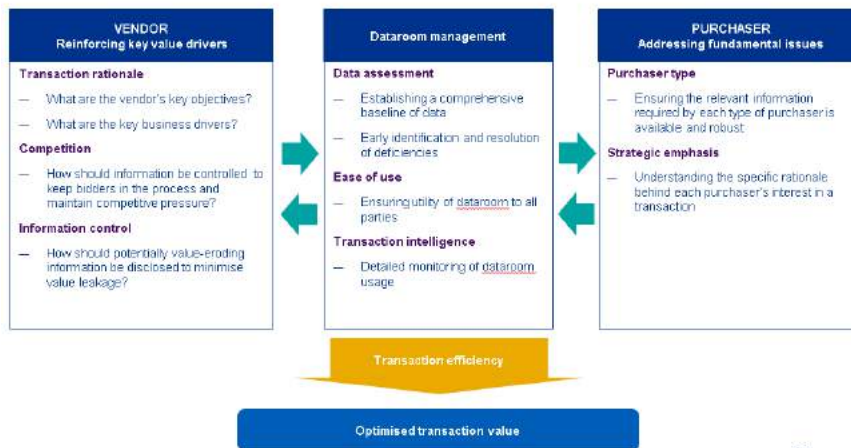 VENDOR
Reinforcing key value drivers
Transaction rationale
— What are the vendor's key objectives?
— What are the key business drivers?
Competition
— How should information be controlled to
keep bidders in the process and
maintain competitive pressure?
Information control
— How should potentially value-eroding
information be disclosed to minimise
value leakage?
Dataroom management
Data assessment
— Establishing a comprehensive
baseline of data
— Early identification and resolution
of deficiencies
Ease of use
— Ensuring utility of dataroom to all
parties
Transaction intelligence
— Detailed monitoring of dataroom
usage
PURCHASER
Addressing fundamental issues
Purchaser type
— Ensuring the relevant information
required by each type of purchaser is
available and robust
Strategic emphasis
— Understanding the specific rationale
behind each purchaser's interest in a
transaction
Transaction efficiency
Optimised transaction value